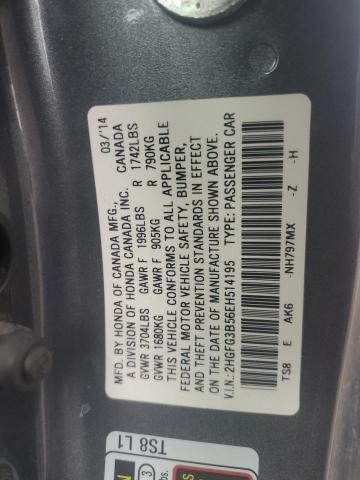 MFD. BY HONDA OF CANADA MFG., 03/'14
A DIVISION OF HONDA CANADA INC. CANADA
GVWR 3704LBS GAWR F 1996LBS R 1742LBS
GVWR 1680KG GAWR F 905KG R 790KG
THIS VEHICLE CONFORMS TO ALL APPLICABLE
FEDERAL MOTOR VEHICLE SAFETY, BUMPER,
AND THEFT PREVENTION STANDARDS IN EFFECT
ON THE DATE OF MANUFACTURE SHOWN ABOVE.
V.I.N.: 2HGFG3B56EH514195 TYPE: PASSENGER CAR
TS8 E AK6 -NH797MX -Z -H
TS8 L1
3